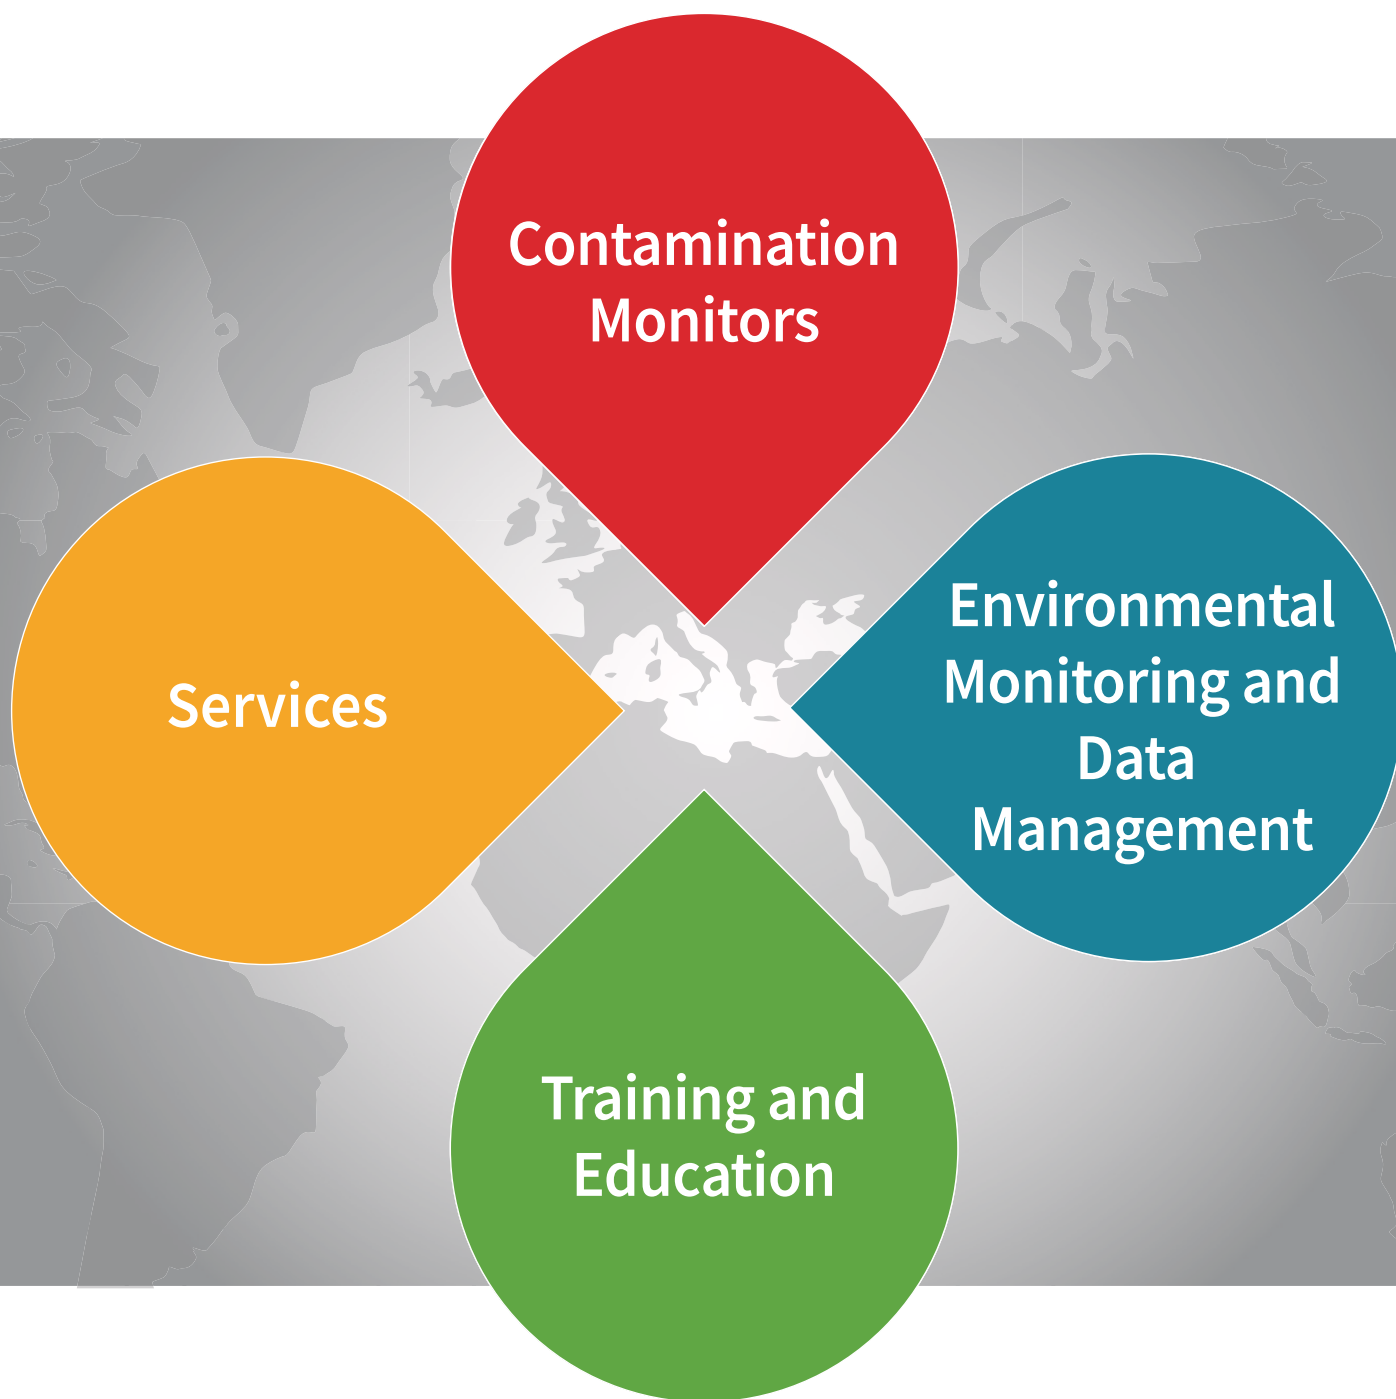 Contamination
Monitors
Services
Environmental
Monitoring and
Data
Management
Training and
Education